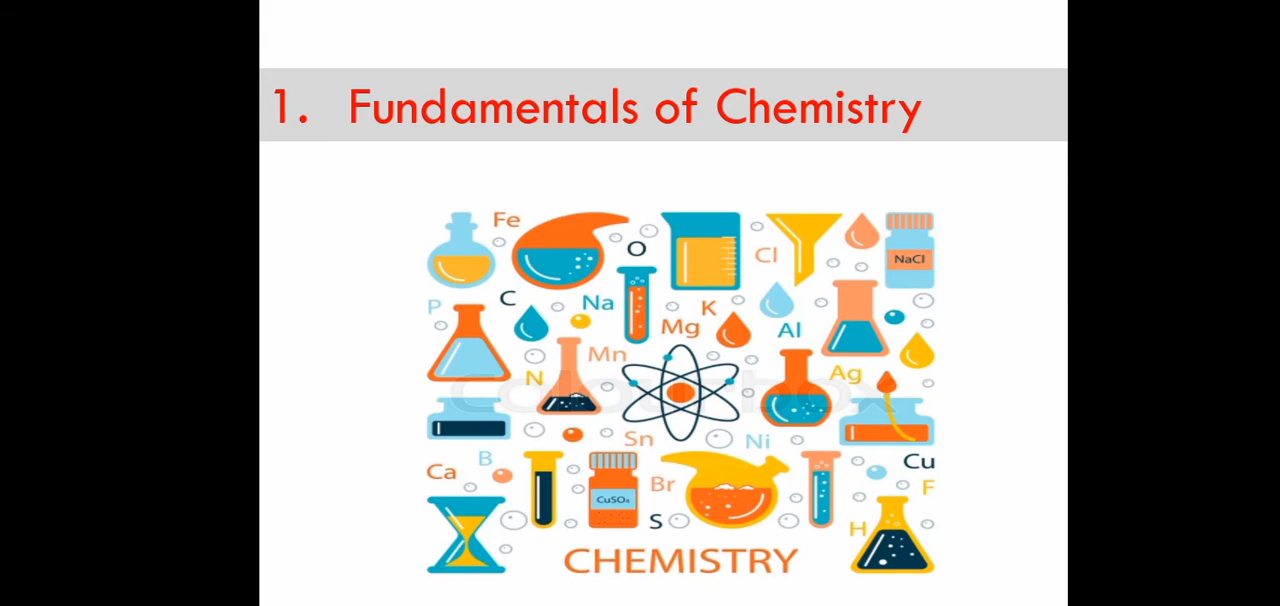 1. Fundamentals of Chemistry
Fe
O
Cl
NaCl
P
C
Na
K
Mg
Al
Mn
N
Ag
colourbox
Sn
Ni
Ca
B
Cu
Br
CuSO₄
F
S
H
CHEMISTRY